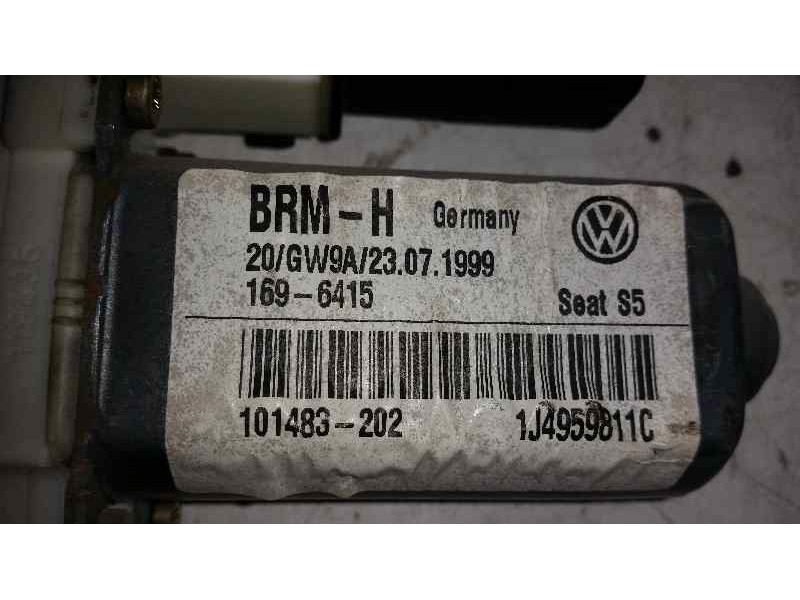 BRM-H Germany
20/GW9A/23.07.1999
169-6415 Seat S5
101483-202 1J4959811C